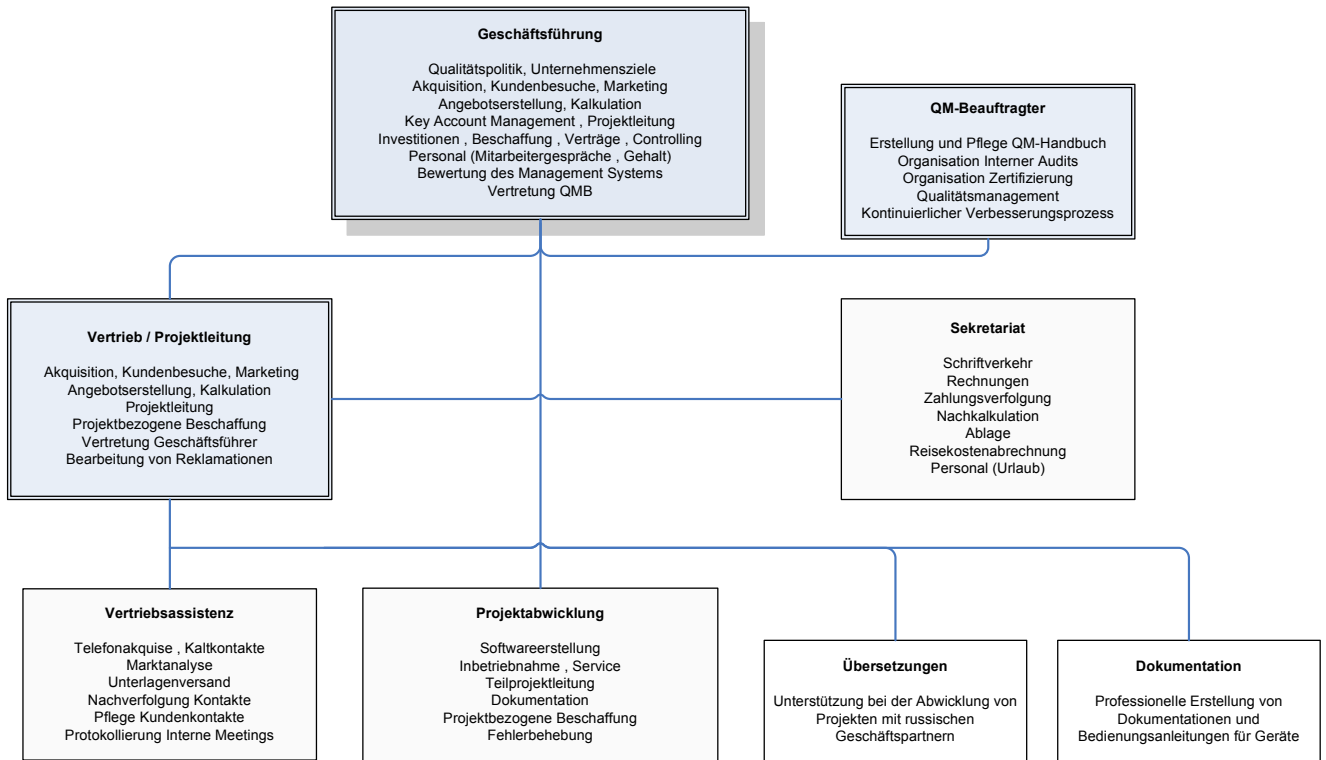 Geschäftsführung
Qualitätspolitik, Unternehmensziele
Akquisition, Kundenbesuche, Marketing
Angebotserstellung, Kalkulation
Key Account Management , Projektleitung
Investitionen , Beschaffung , Verträge , Controlling
Personal (Mitarbeitergespräche , Gehalt)
Bewertung des Management Systems
Vertretung QMB
QM-Beauftragter
Erstellung und Pflege QM-Handbuch
Organisation Interner Audits
Organisation Zertifizierung
Qualitätsmanagement
Kontinuierlicher Verbesserungsprozess
Vertrieb / Projektleitung
Akquisition, Kundenbesuche, Marketing
Angebotserstellung, Kalkulation
Projektleitung
Projektbezogene Beschaffung
Vertretung Geschäftsführer
Bearbeitung von Reklamationen
Sekretariat
Schriftverkehr
Rechnungen
Zahlungsverfolgung
Nachkalkulation
Ablage
Reisekostenabrechnung
Personal (Urlaub)
Vertriebsassistenz
Telefonakquise , Kaltkontakte
Marktanalyse
Unterlagenversand
Nachverfolgung Kontakte
Pflege Kundenkontakte
Protokollierung Interne Meetings
Projektabwicklung
Softwareerstellung
Inbetriebnahme , Service
Teilprojektleitung
Dokumentation
Projektbezogene Beschaffung
Fehlerbehebung
Übersetzungen
Unterstützung bei der Abwicklung von
Projekten mit russischen
Geschäftspartnern
Dokumentation
Professionelle Erstellung von
Dokumentationen und
Bedienungsanleitungen für Geräte